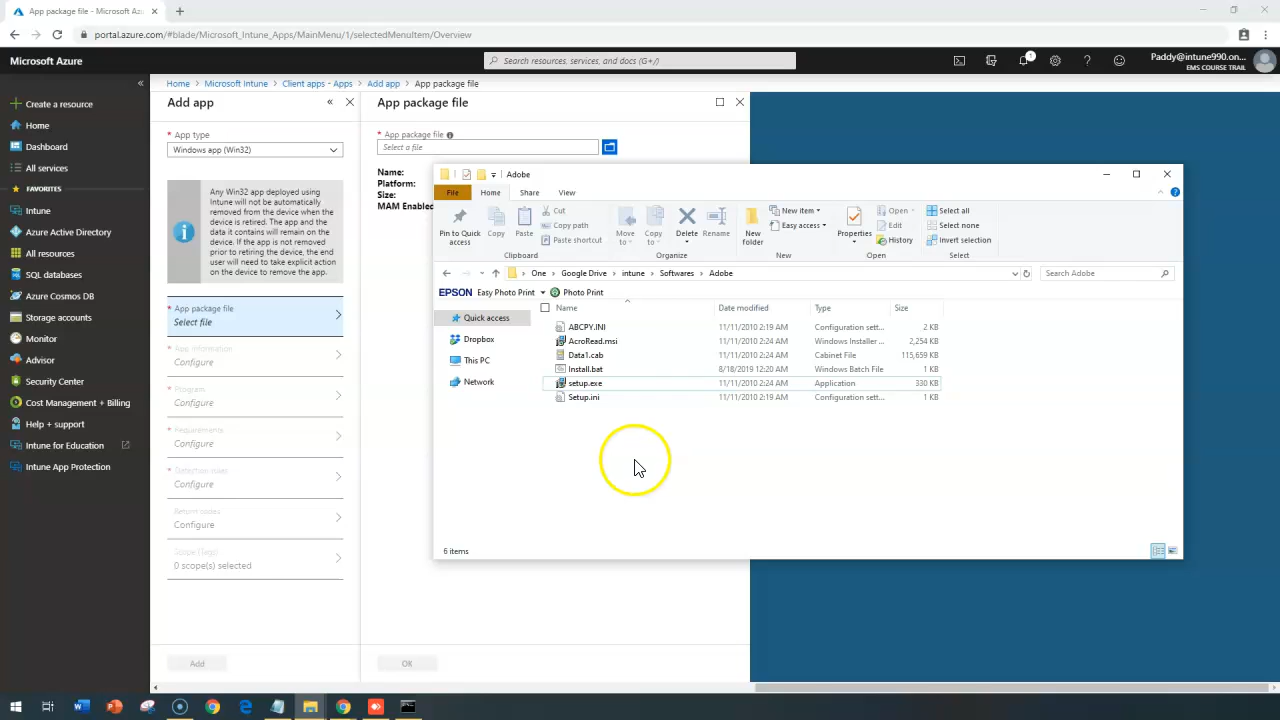 App package file - Microsoft Az
portal.azure.com/#blade/Microsoft_Intune_Apps/MainMenu/1/selectedMenuItem/Overview
Microsoft Azure
Search resources, services, and docs (G+/)
1
Paddy@intune990.on...
EMS COURSE TRAIL
Create a resource
Home
Dashboard
All services
FAVORITES
Intune
Azure Active Directory
All resources
SQL databases
Azure Cosmos DB
Storage accounts
Monitor
Advisor
Security Center
Cost Management + Billing
Help + support
Intune for Education
Intune App Protection
Home > Microsoft Intune > Client apps - Apps > Add app > App package file
Add app
* App type
Windows app (Win32)
Any Win32 app deployed using
Intune will not be automatically
removed from the device when the
device is retired. The app and the
data it contains will remain on the
device. If the app is not removed
prior to retiring the device, the end
user will need to take explicit action
on the device to remove the app.
* App package file
Select file
* App information
Configure
* Program
Configure
* Requirements
Configure
* Detection rules
Configure
* Return codes
Configure
Scope (Tags)
0 scope(s) selected
Add
App package file
* App package file
Select a file
Name:
Platform:
Size:
MAM Enabled
OK
Adobe
File
Home
Share
View
Pin to Quick
access
Copy
Paste
Cut
Copy path
Paste shortcut
Clipboard
Move
to
Copy
to
Delete
Rename
Organize
New
folder
New item
Easy access
New
Properties
Open
Edit
History
Open
Select all
Select none
Invert selection
Select
One > Google Drive > intune > Softwares > Adobe
Search Adobe
EPSON Easy Photo Print
Photo Print
Quick access
Dropbox
This PC
Network
Name Date modified Type Size
ABCPY.INI 11/11/2010 2:19 AM Configuration sett... 2 KB
AcroRead.msi 11/11/2010 2:24 AM Windows Installer ... 2,254 KB
Data1.cab 11/11/2010 2:24 AM Cabinet File 115,659 KB
Install.bat 8/18/2019 12:20 AM Windows Batch File 1 KB
setup.exe 11/11/2010 2:24 AM Application 330 KB
Setup.ini 11/11/2010 2:19 AM Configuration sett... 1 KB
6 items